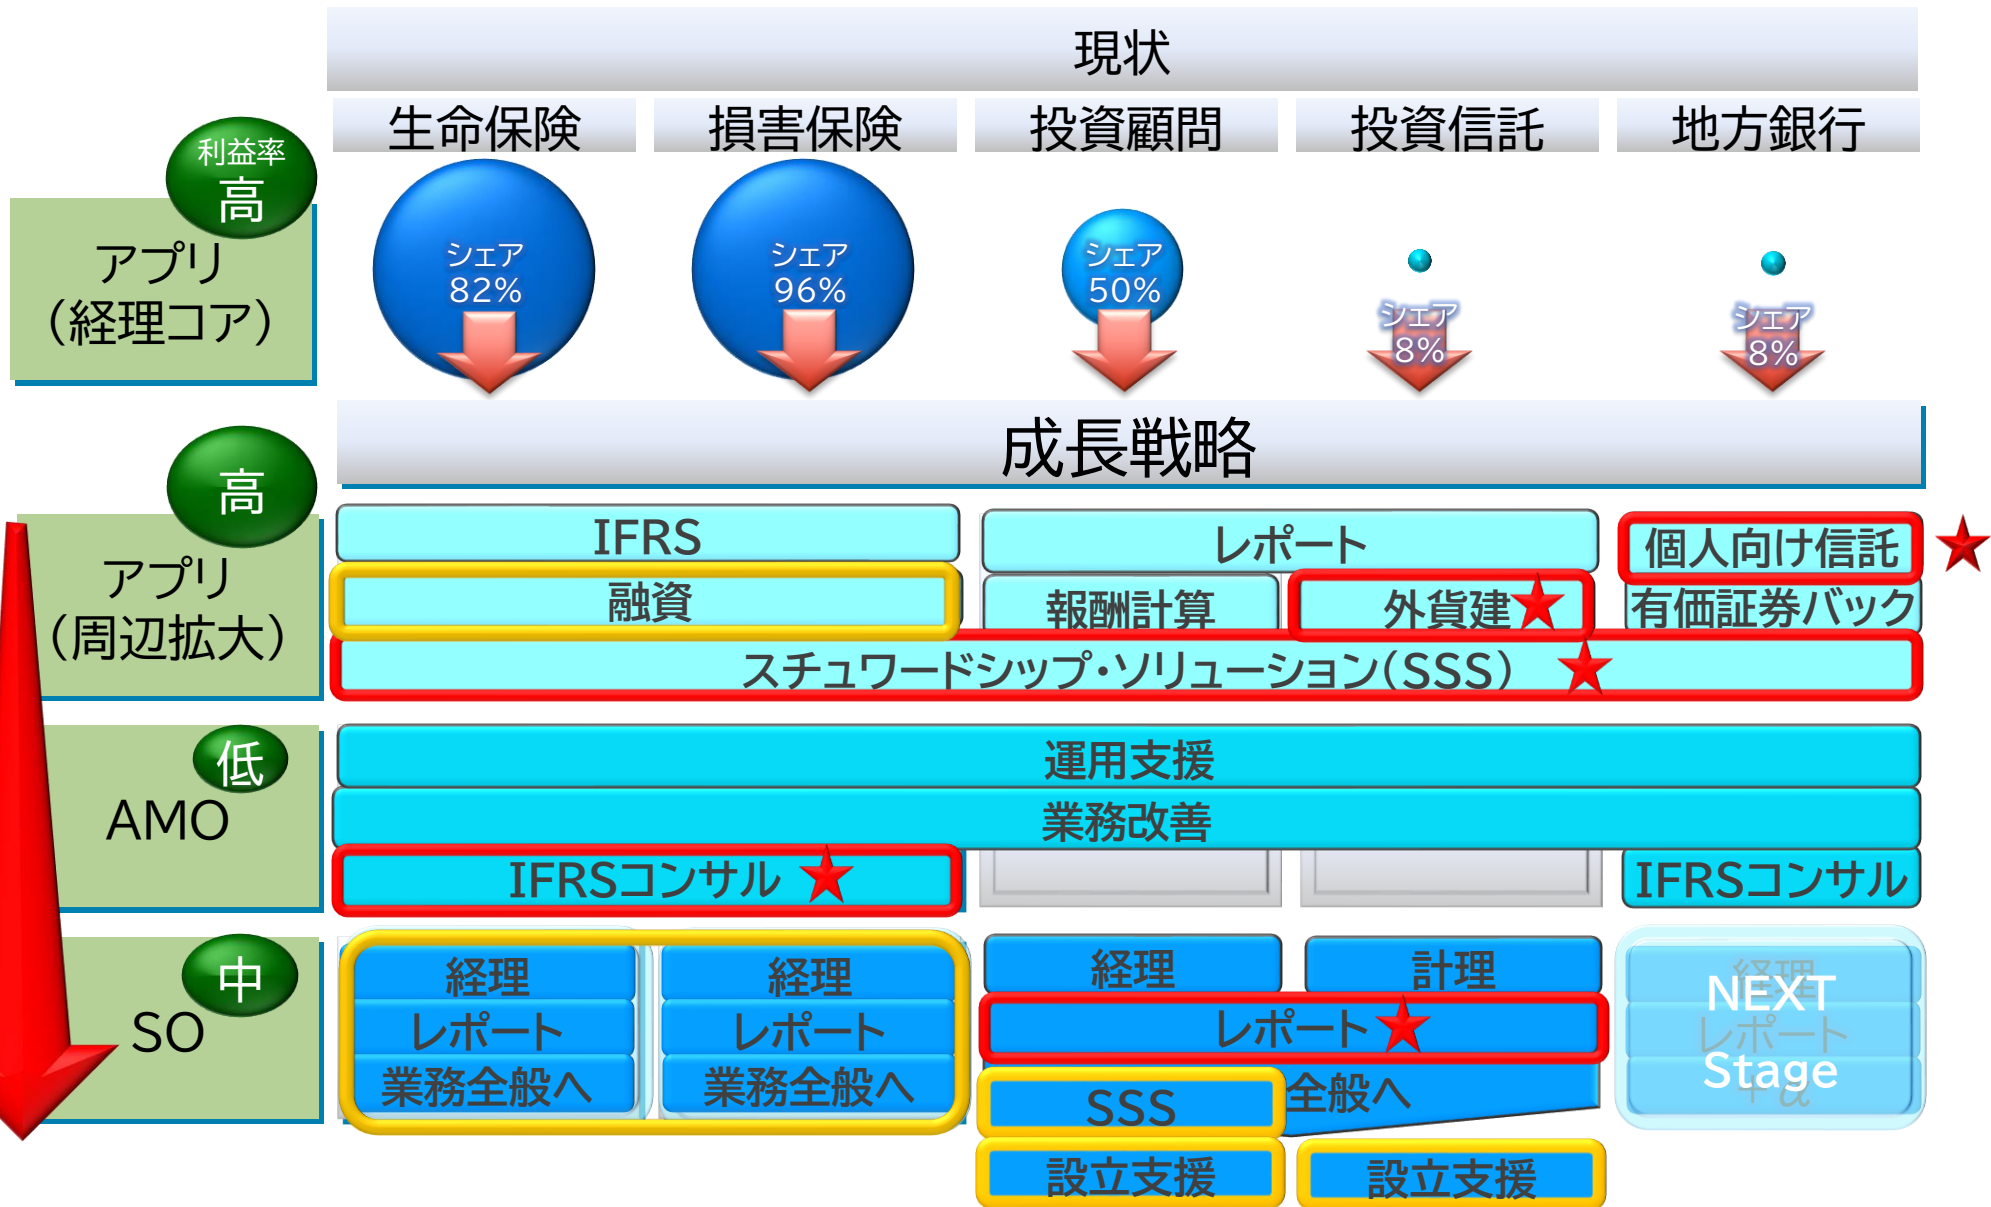 現状
生命保険
損害保険
投資顧問
投資信託
地方銀行
利益率
高
アプリ
（経理コア）
シェア
82%
シェア
96%
シェア
50%
シェア
8%
シェア
8%
成長戦略
高
アプリ
（周辺拡大）
IFRS
レポート
個人向け信託
融資
報酬計算
外貨建
有価証券バック
スチュワードシップ・ソリューション（SSS）
低
AMO
運用支援
業務改善
IFRSコンサル
IFRSコンサル
中
SO
経理
レポート
業務全般へ
経理
レポート
業務全般へ
経理
計理
レポート
全般へ
SSS
設立支援
設立支援
経理
レポート
+α
NEXT
Stage